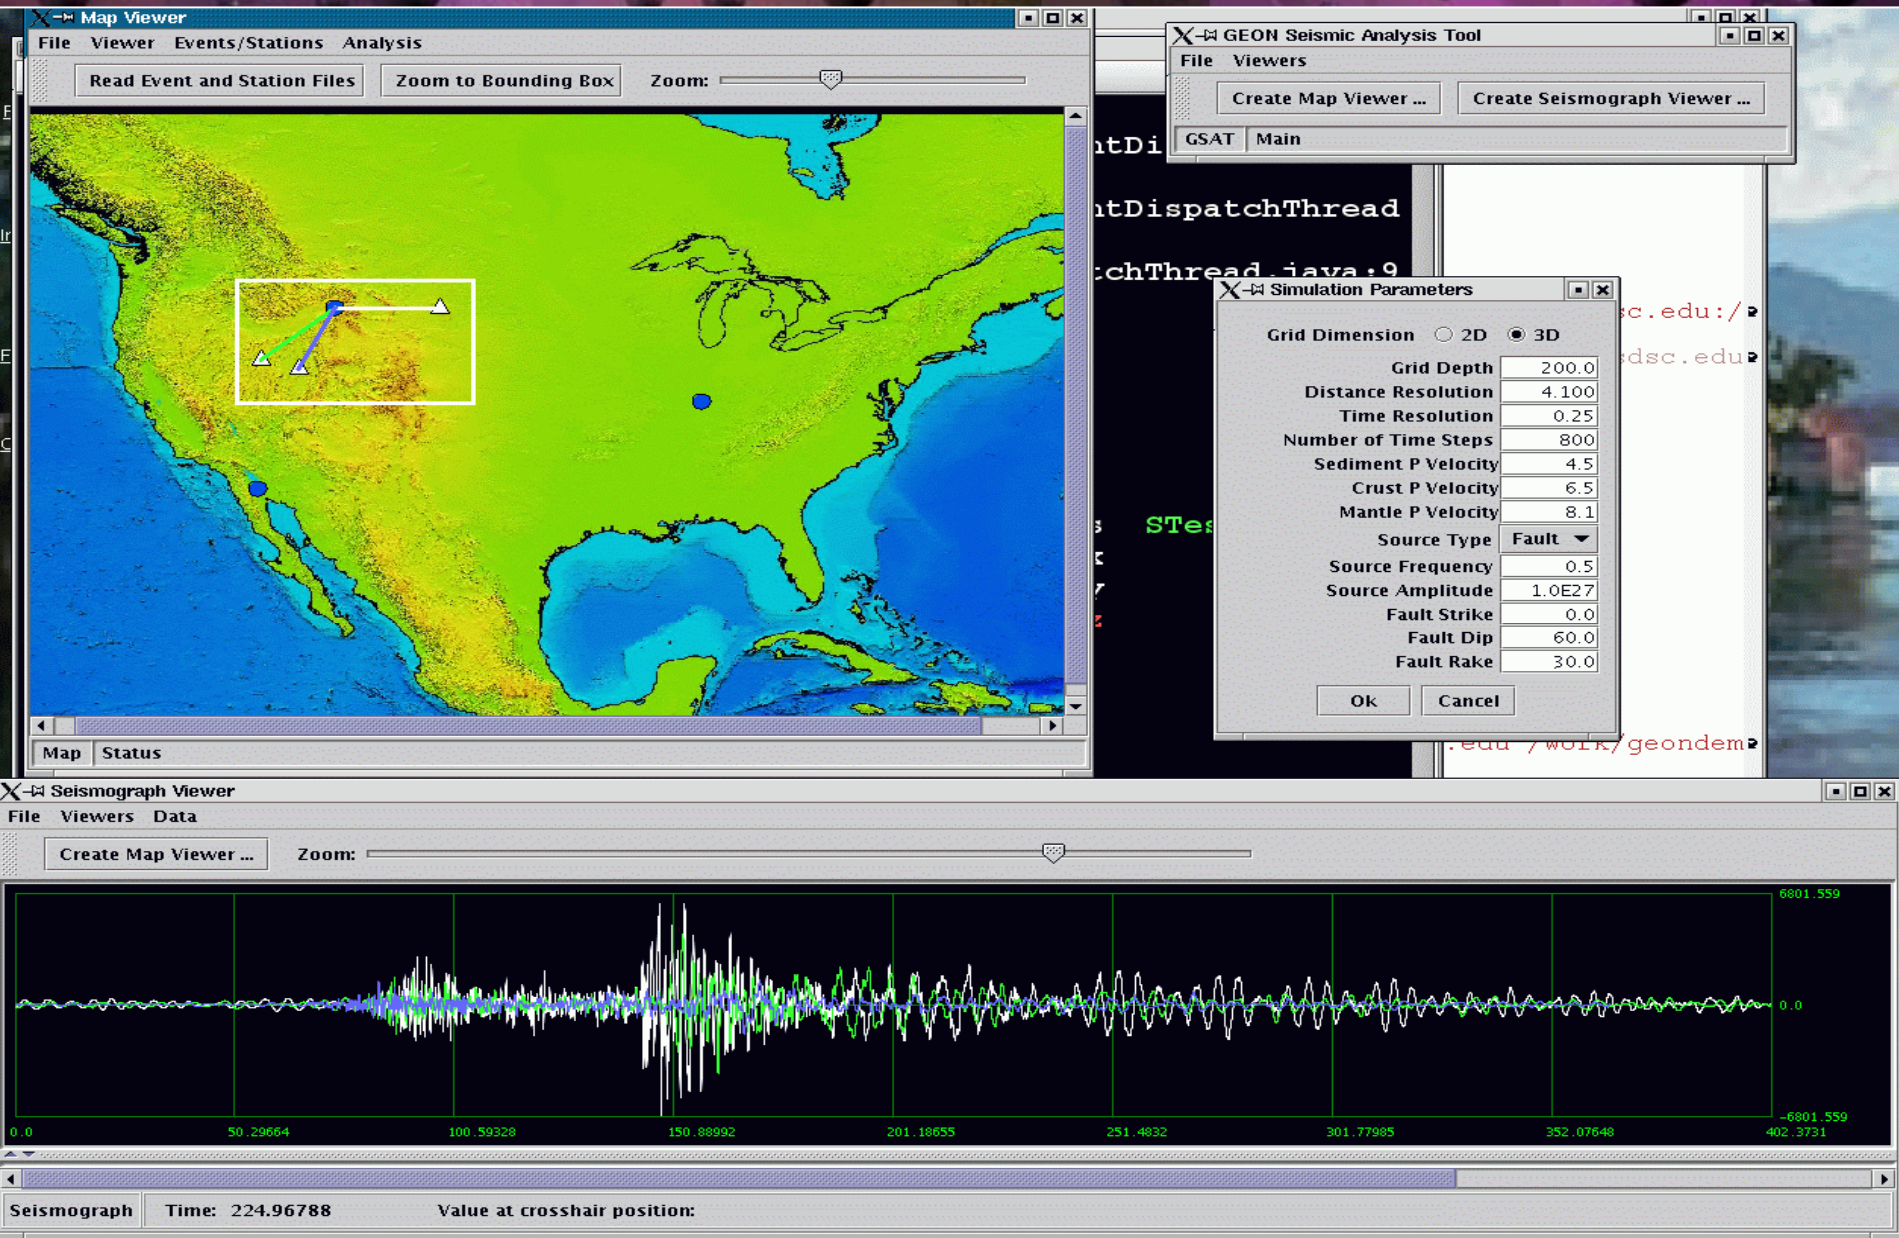 Map Viewer
File Viewer Events/Stations Analysis
Read Event and Station Files Zoom to Bounding Box Zoom:
Map Status
GEON Seismic Analysis Tool
File Viewers
Create Map Viewer ... Create Seismograph Viewer ...
GSAT Main
ntDi
ntDispatchThread
tchThread.java:9
STes
sc.edu:/
sdsc.edu
.edu /work/geondem
Simulation Parameters
Grid Dimension 2D 3D
Grid Depth 200.0
Distance Resolution 4.100
Time Resolution 0.25
Number of Time Steps 800
Sediment P Velocity 4.5
Crust P Velocity 6.5
Mantle P Velocity 8.1
Source Type Fault
Source Frequency 0.5
Source Amplitude 1.0E27
Fault Strike 0.0
Fault Dip 60.0
Fault Rake 30.0
Ok Cancel
Seismograph Viewer
File Viewers Data
Create Map Viewer ... Zoom:
6801.559
0.0
-6801.559
0.0 50.29664 100.59328 150.88992 201.18655 251.4832 301.77985 352.07648 402.3731
Seismograph Time: 224.96788 Value at crosshair position: